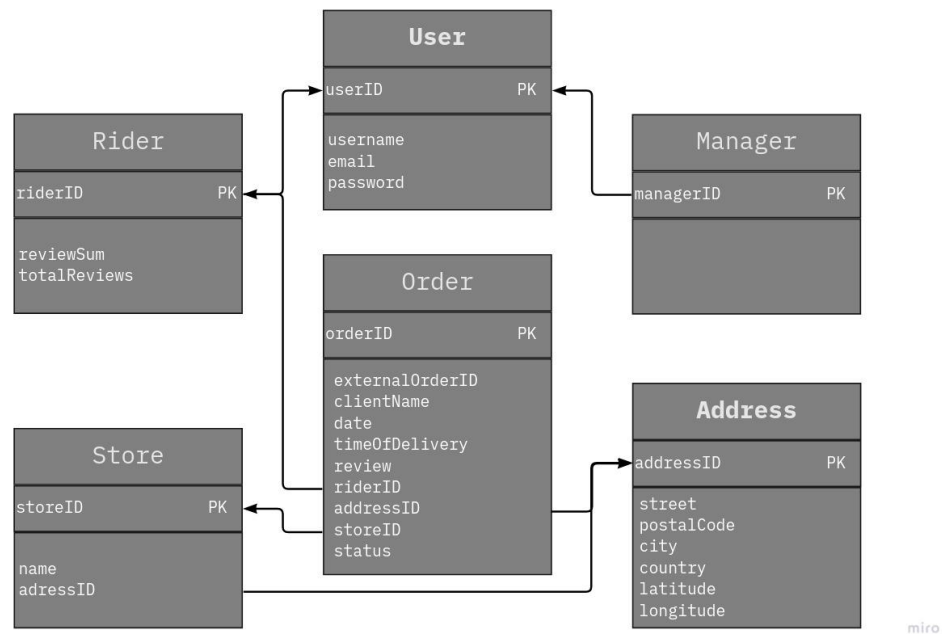 User
userID PK
username
email
password
Rider
riderID PK
reviewSum
totalReviews
Manager
managerID PK
Order
orderID PK
externalOrderID
clientName
date
timeOfDelivery
review
riderID
addressID
storeID
status
Store
storeID PK
name
adressID
Address
addressID PK
street
postalCode
city
country
latitude
longitude
miro